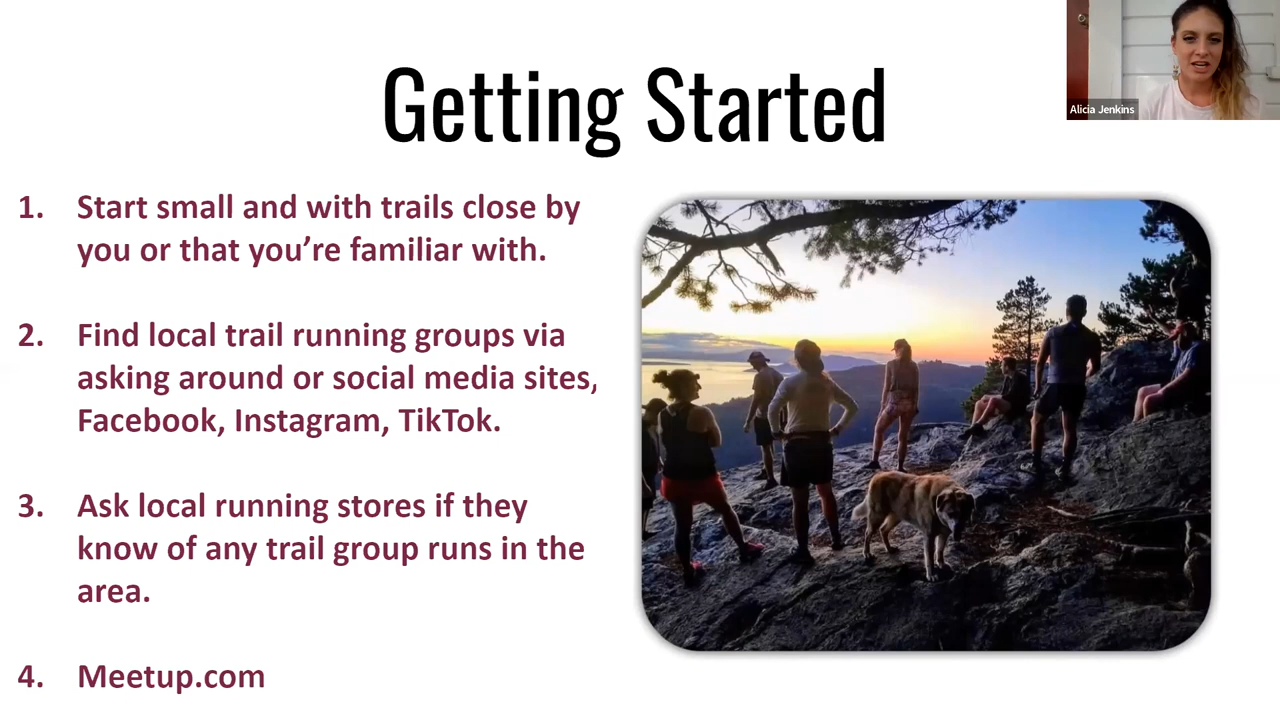 Getting Started
Alicia Jenkins
1. Start small and with trails close by
you or that you’re familiar with.
2. Find local trail running groups via
asking around or social media sites,
Facebook, Instagram, TikTok.
3. Ask local running stores if they
know of any trail group runs in the
area.
4. Meetup.com